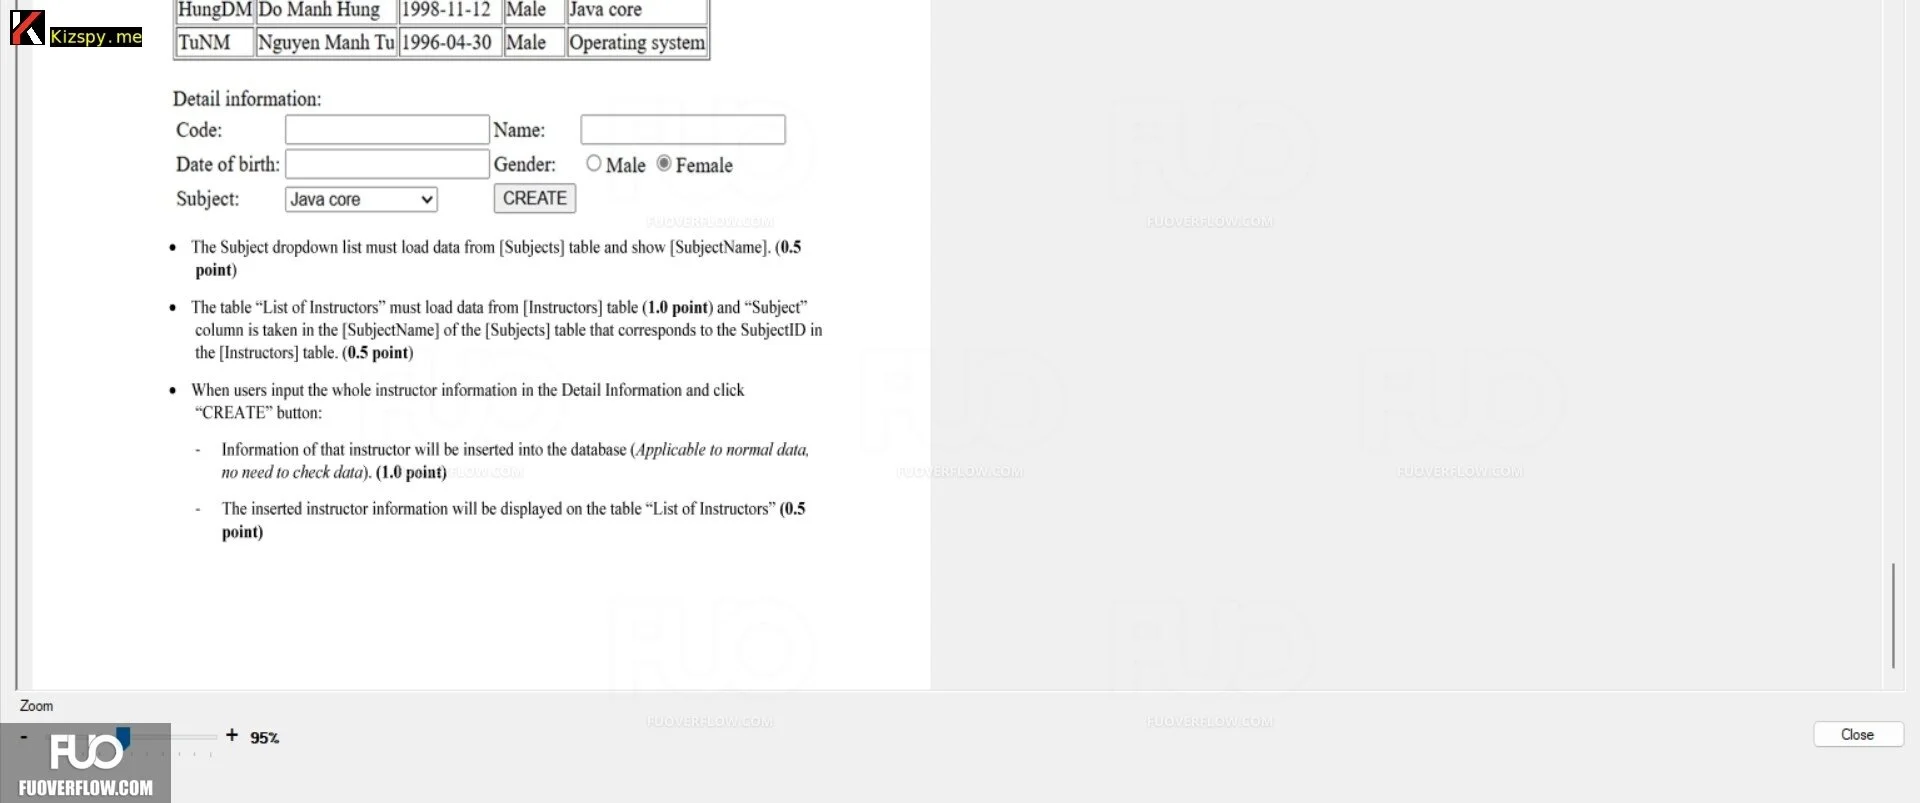 HungDM Do Manh Hung 1998-11-12 Male Java core
Kizspy.me
TuNM Nguyen Manh Tu 1996-04-30 Male Operating system
Detail information:
Code: Name:
Date of birth: Gender: Male Female
Subject: Java core CREATE
FUOVERFLOW.COM FUOVERFLOW.COM
• The Subject dropdown list must load data from [Subjects] table and show [SubjectName]. (0.5
point)
• The table “List of Instructors” must load data from [Instructors] table (1.0 point) and “Subject”
column is taken in the [SubjectName] of the [Subjects] table that corresponds to the SubjectID in
the [Instructors] table. (0.5 point)
• When users input the whole instructor information in the Detail Information and click
“CREATE” button:
- Information of that instructor will be inserted into the database (Applicable to normal data,
no need to check data). (1.0 point)
FUOVERFLOW.COM FUOVERFLOW.COM
- The inserted instructor information will be displayed on the table “List of Instructors” (0.5
point)
Zoom
FUOVERFLOW.COM FUOVERFLOW.COM
- + 95%
Close
FUO
FUOVERFLOW.COM